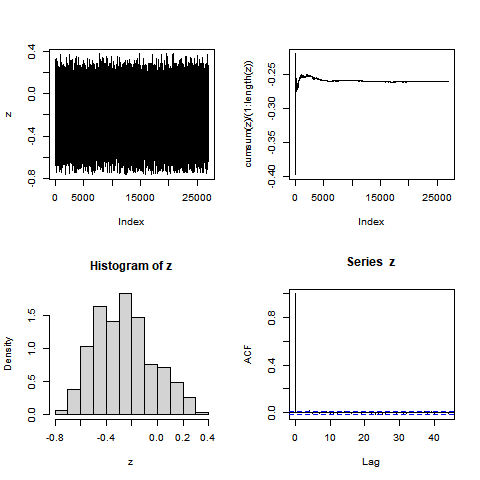 z
0.4
0.0
-0.4
-0.8
0 5000 15000 25000
Index
cumsum(z)/(1:length(z))
-0.25
-0.30
-0.35
-0.40
0 5000 15000 25000
Index
Histogram of z
Density
1.5
1.0
0.5
0.0
-0.8 -0.4 0.0 0.2 0.4
z
Series z
ACF
0.8
0.4
0.0
0 10 20 30 40
Lag